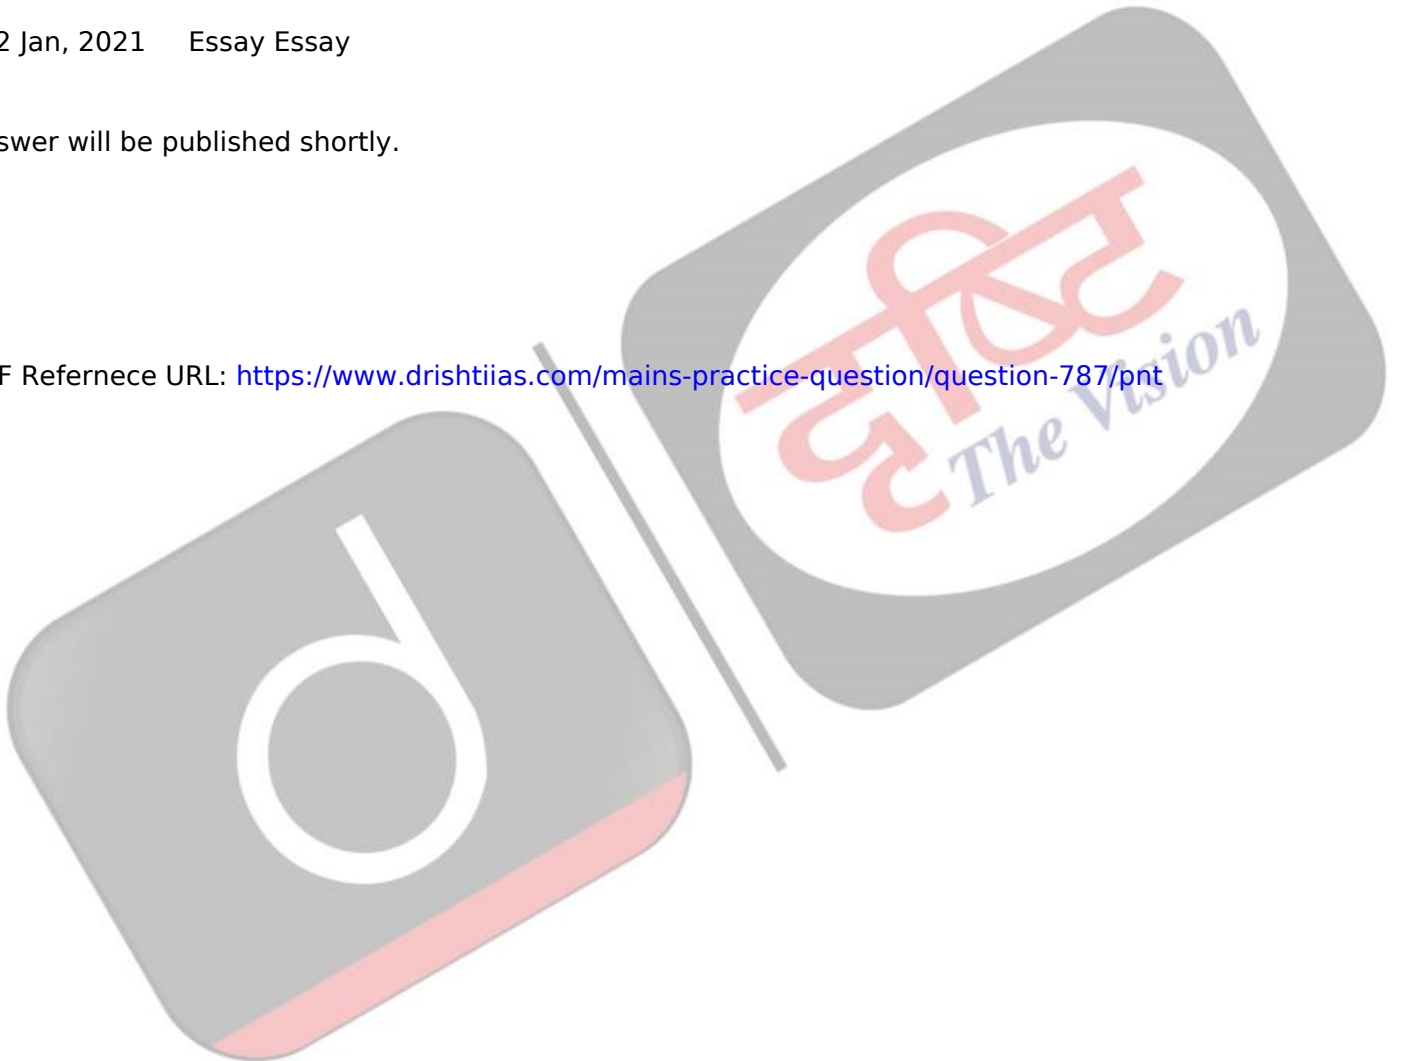 2 Jan, 2021 Essay Essay
swer will be published shortly.
F Refernece URL: https://www.drishtiias.com/mains-practice-question/question-787/pnt
दृष्टि
The Vision
d